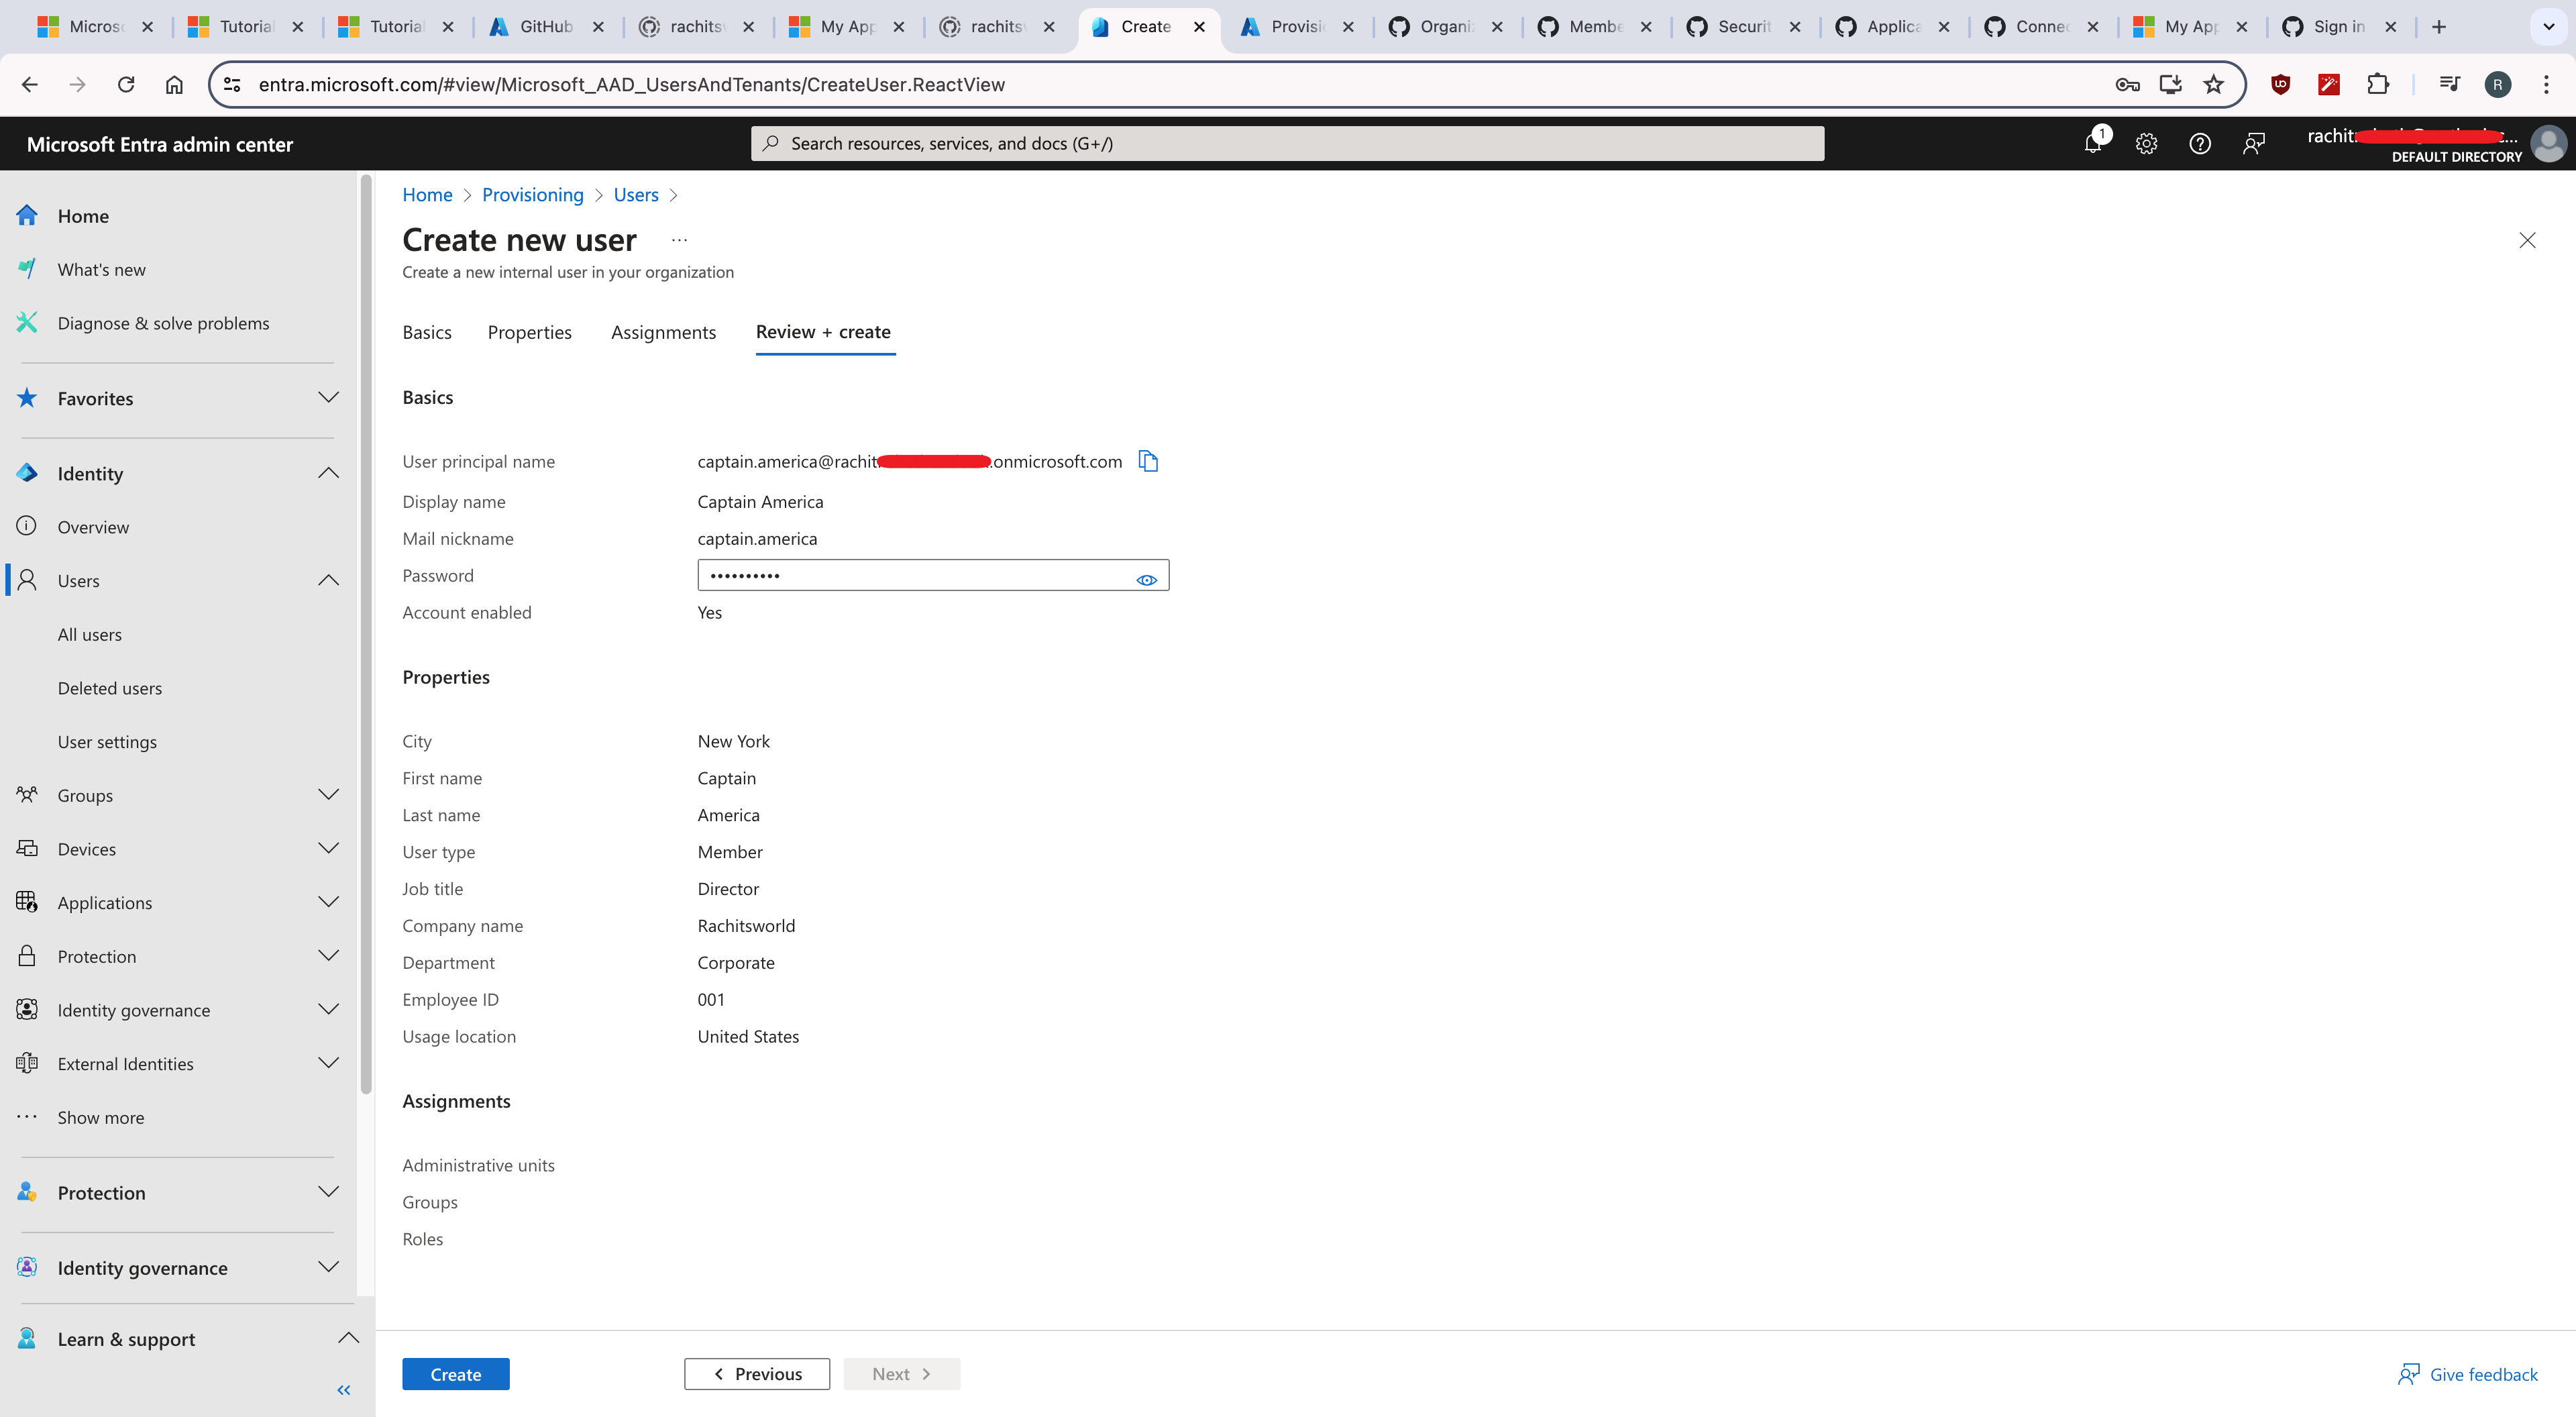 Micros
Tutorial
Tutorial
GitHub
rachits
My App
rachits
Create
Provisi
Organi
Membe
Securit
Applica
Connec
My App
Sign in
entra.microsoft.com/#view/Microsoft_AAD_UsersAndTenants/CreateUser.ReactView
R
Microsoft Entra admin center
Search resources, services, and docs (G+/)
1
rachit
DEFAULT DIRECTORY
Home
What's new
Diagnose & solve problems
Favorites
Identity
Overview
Users
All users
Deleted users
User settings
Groups
Devices
Applications
Protection
Identity governance
External Identities
Show more
Protection
Identity governance
Learn & support
Home > Provisioning > Users >
Create new user ...
Create a new internal user in your organization
Basics Properties Assignments Review + create
Basics
User principal name captain.america@rachit .onmicrosoft.com
Display name Captain America
Mail nickname captain.america
Password ••••••••••
Account enabled Yes
Properties
City New York
First name Captain
Last name America
User type Member
Job title Director
Company name Rachitsworld
Department Corporate
Employee ID 001
Usage location United States
Assignments
Administrative units
Groups
Roles
Create Previous Next
Give feedback